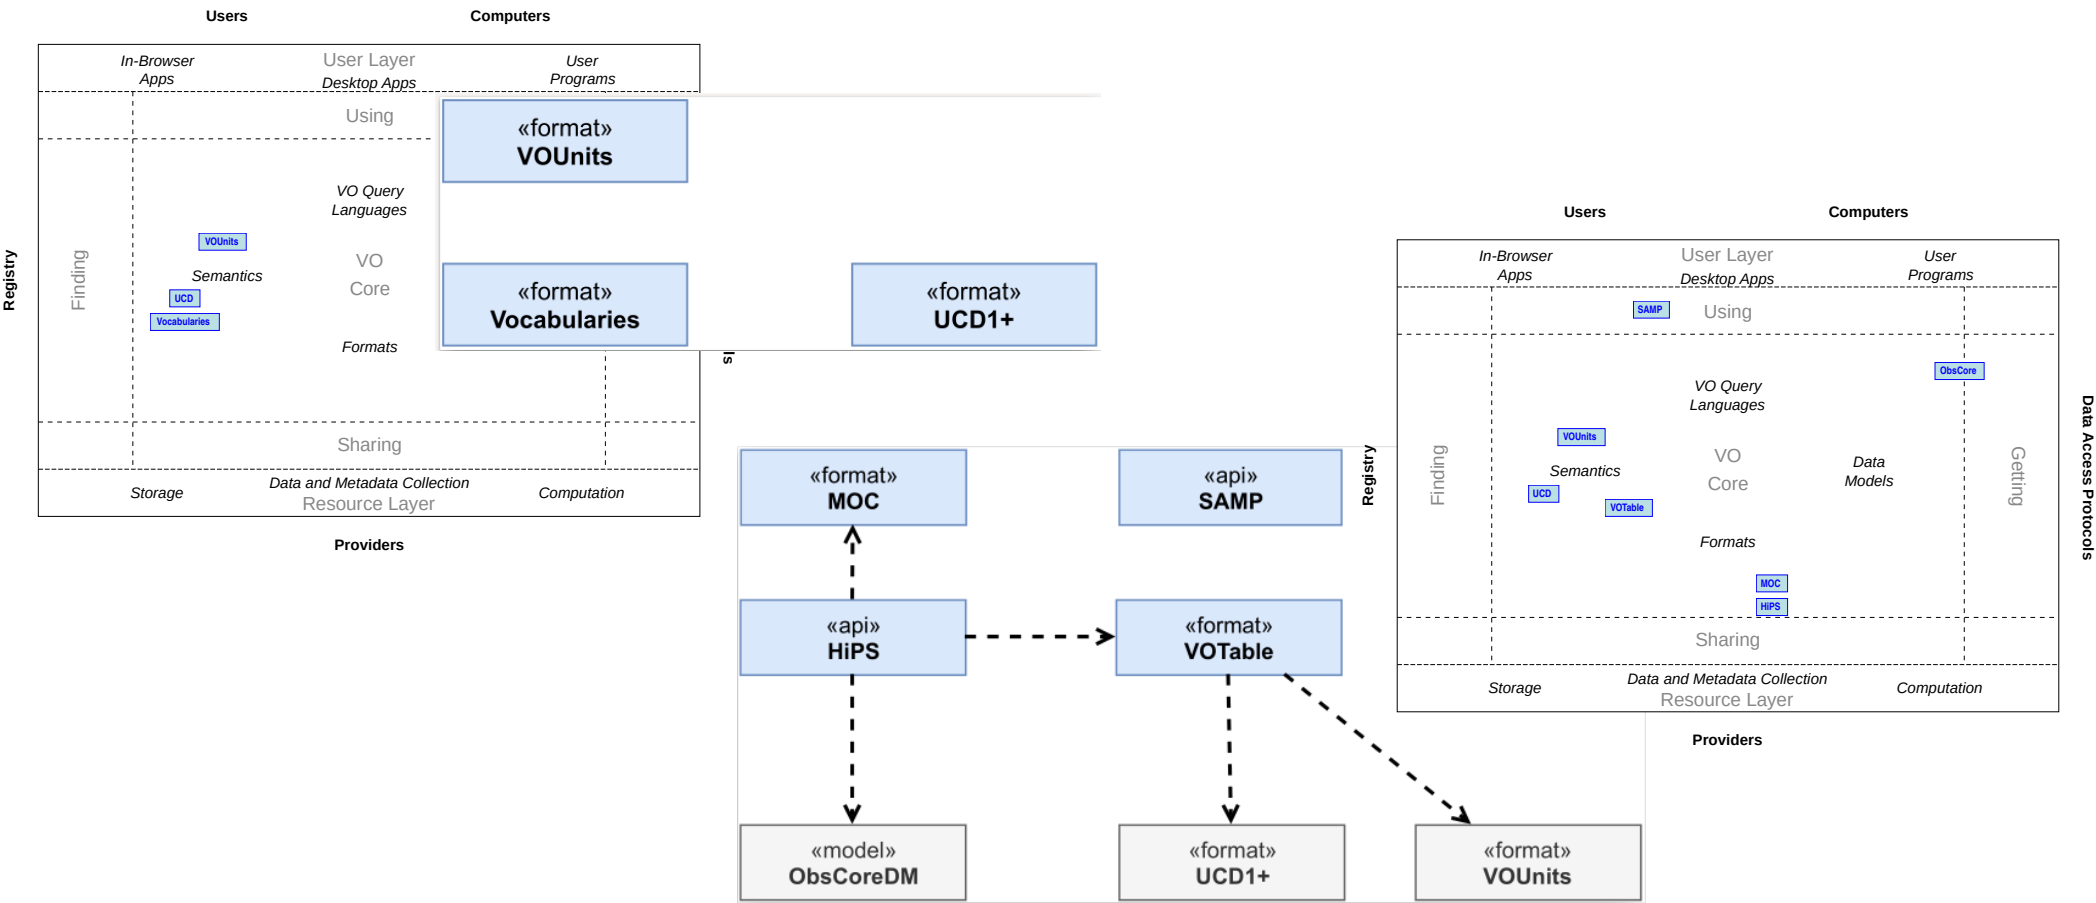 Users
Computers
In-Browser
Apps
User Layer
Desktop Apps
User
Programs
Using
VO Query
Languages
VOUnits
Semantics
UCD
Vocabularies
VO
Core
Formats
Finding
Registry
Sharing
Storage
Data and Metadata Collection
Resource Layer
Computation
Providers
«format»
VOUnits
«format»
Vocabularies
«format»
UCD1+
ls
«format»
MOC
«api»
SAMP
«api»
HiPS
«format»
VOTable
«model»
ObsCoreDM
«format»
UCD1+
«format»
VOUnits
Users
Computers
In-Browser
Apps
User Layer
Desktop Apps
User
Programs
SAMP
Using
ObsCore
VO Query
Languages
VOUnits
Semantics
UCD
VOTable
VO
Core
Data
Models
Formats
MOC
HiPS
Finding
Getting
Registry
Data Access Protocols
Sharing
Storage
Data and Metadata Collection
Resource Layer
Computation
Providers